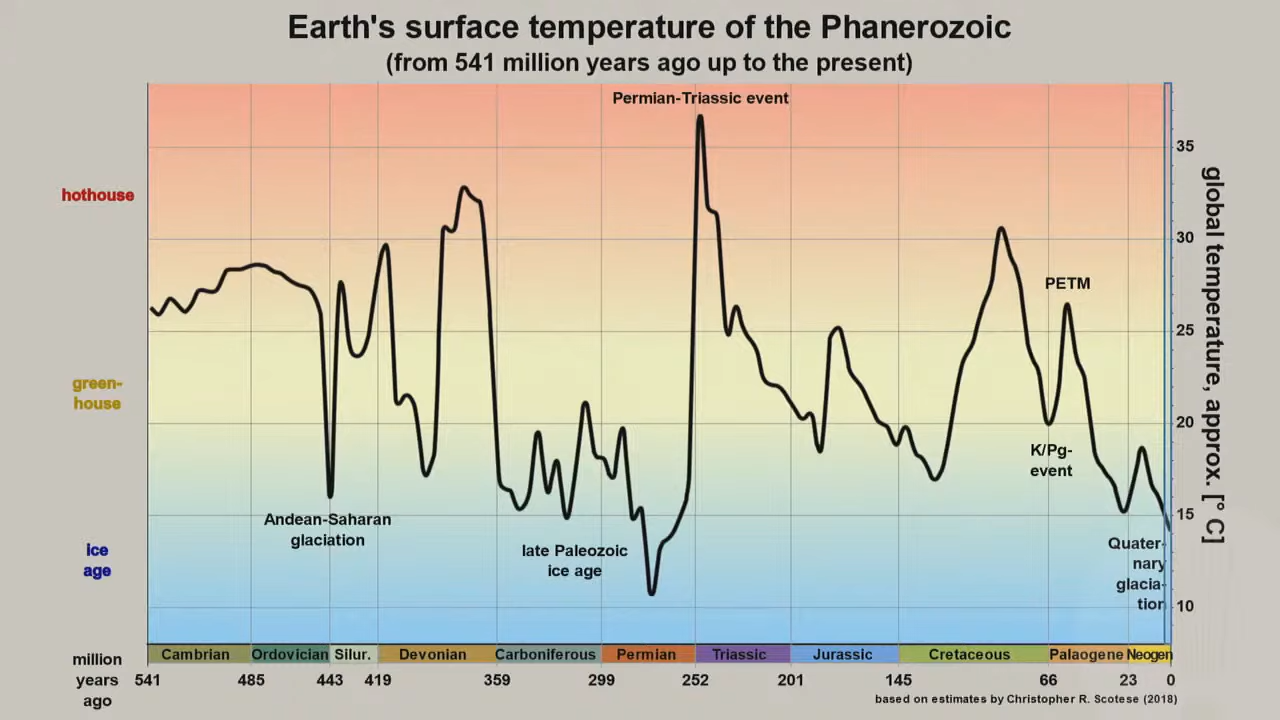 Earth's surface temperature of the Phanerozoic
(from 541 million years ago up to the present)
Permian-Triassic event
35
hothouse
30
PETM
25
green-
house
20
K/Pg-
event
15
Andean-Saharan
glaciation
late Paleozoic
ice age
Quater-
nary
glacia-
tion
ice
age
10
global temperature, approx. [° C]
Cambrian Ordovician Silur. Devonian Carboniferous Permian Triassic Jurassic Cretaceous Palaogene Neogen
million
years
ago
541 485 443 419 359 299 252 201 145 66 23 0
based on estimates by Christopher R. Scotese (2018)